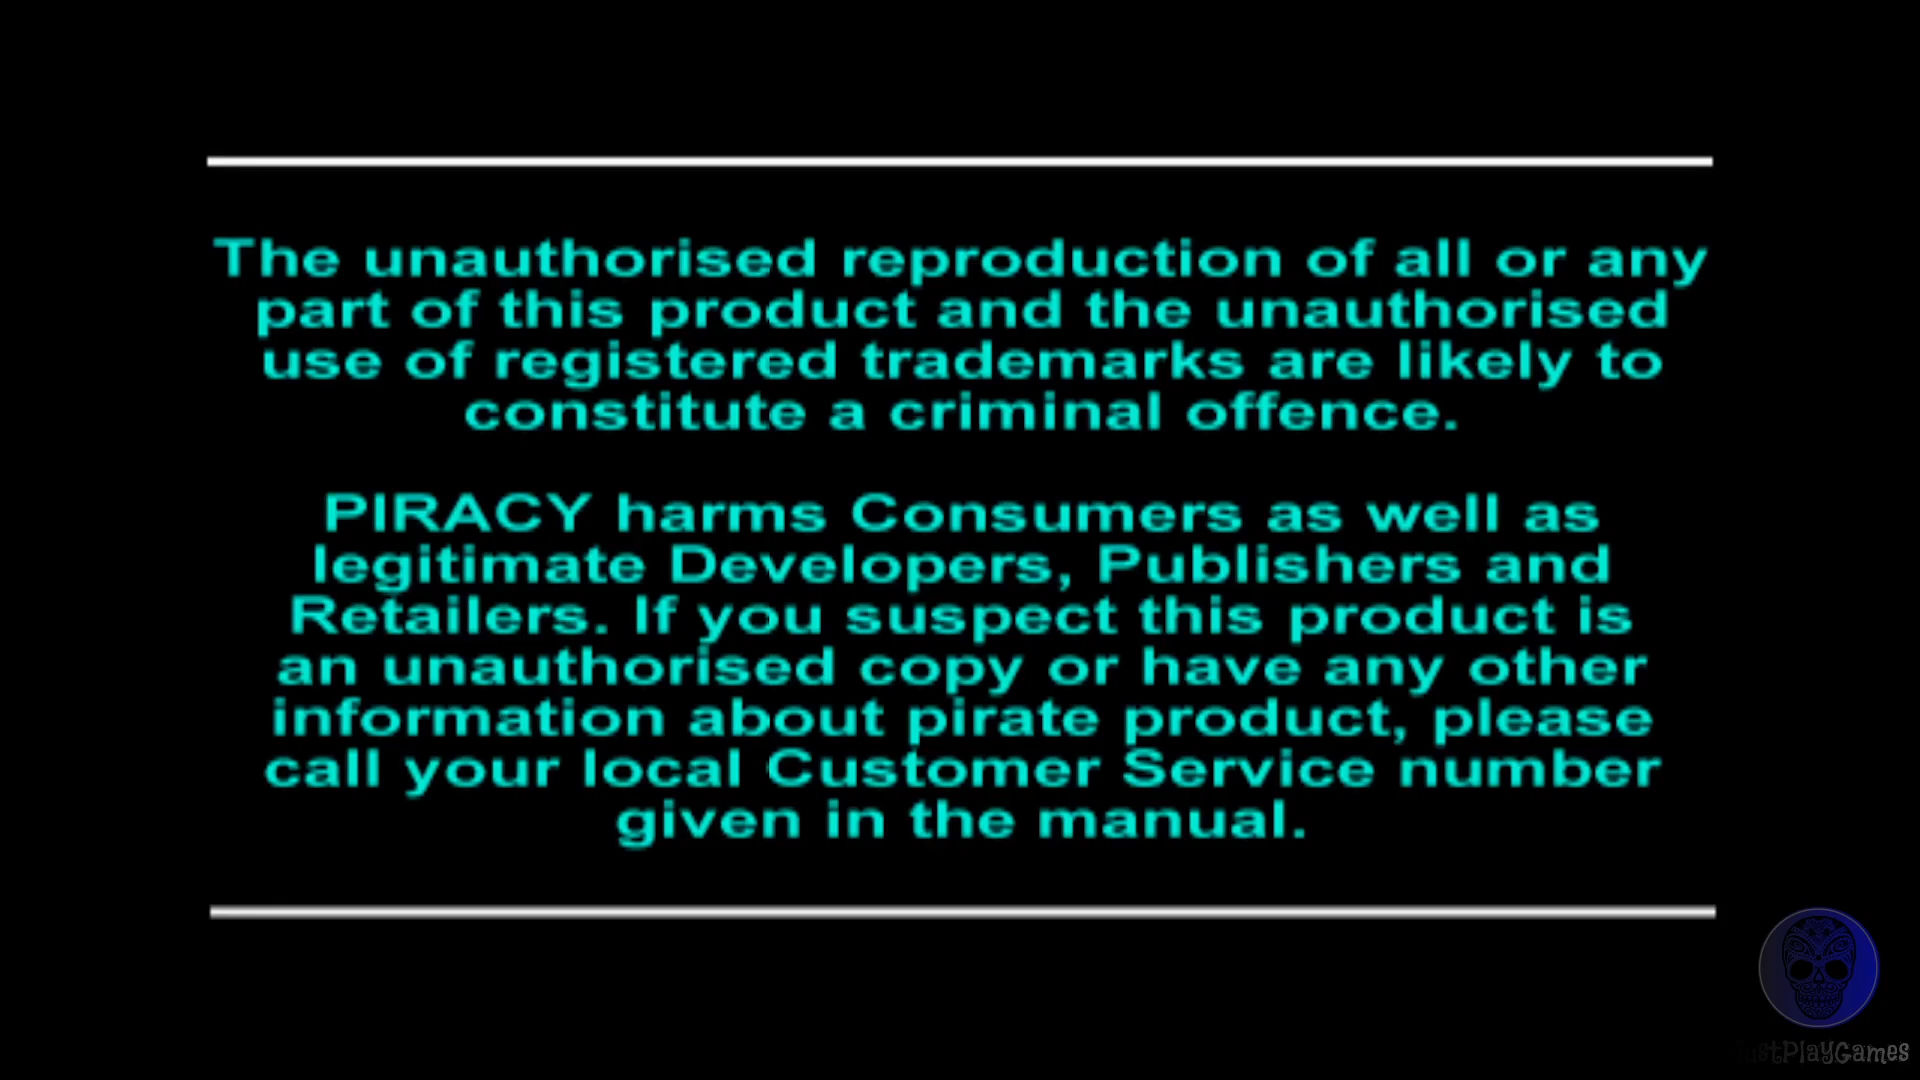 The unauthorised reproduction of all or any
part of this product and the unauthorised
use of registered trademarks are likely to
constitute a criminal offence.
PIRACY harms Consumers as well as
legitimate Developers, Publishers and
Retailers. If you suspect this product is
an unauthorised copy or have any other
information about pirate product, please
call your local Customer Service number
given in the manual.
JustPlayGames